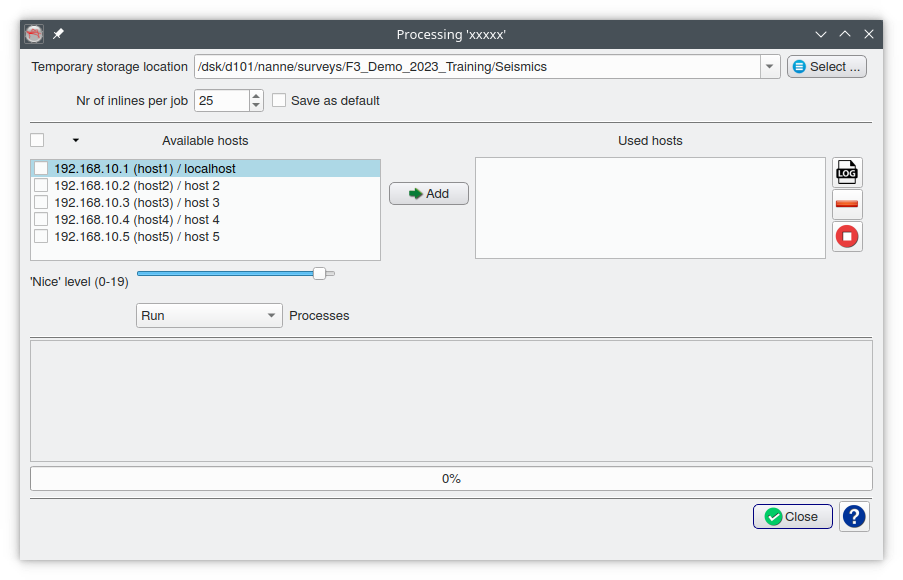 Processing 'xxxxx'
Temporary storage location /dsk/d101/nanne/surveys/F3_Demo_2023_Training/Seismics Select ...
Nr of inlines per job 25 Save as default
Available hosts Used hosts
192.168.10.1 (host1) / localhost
192.168.10.2 (host2) / host 2
192.168.10.3 (host3) / host 3
192.168.10.4 (host4) / host 4
192.168.10.5 (host5) / host 5
Add
LOG
'Nice' level (0-19)
Run Processes
0%
Close ?